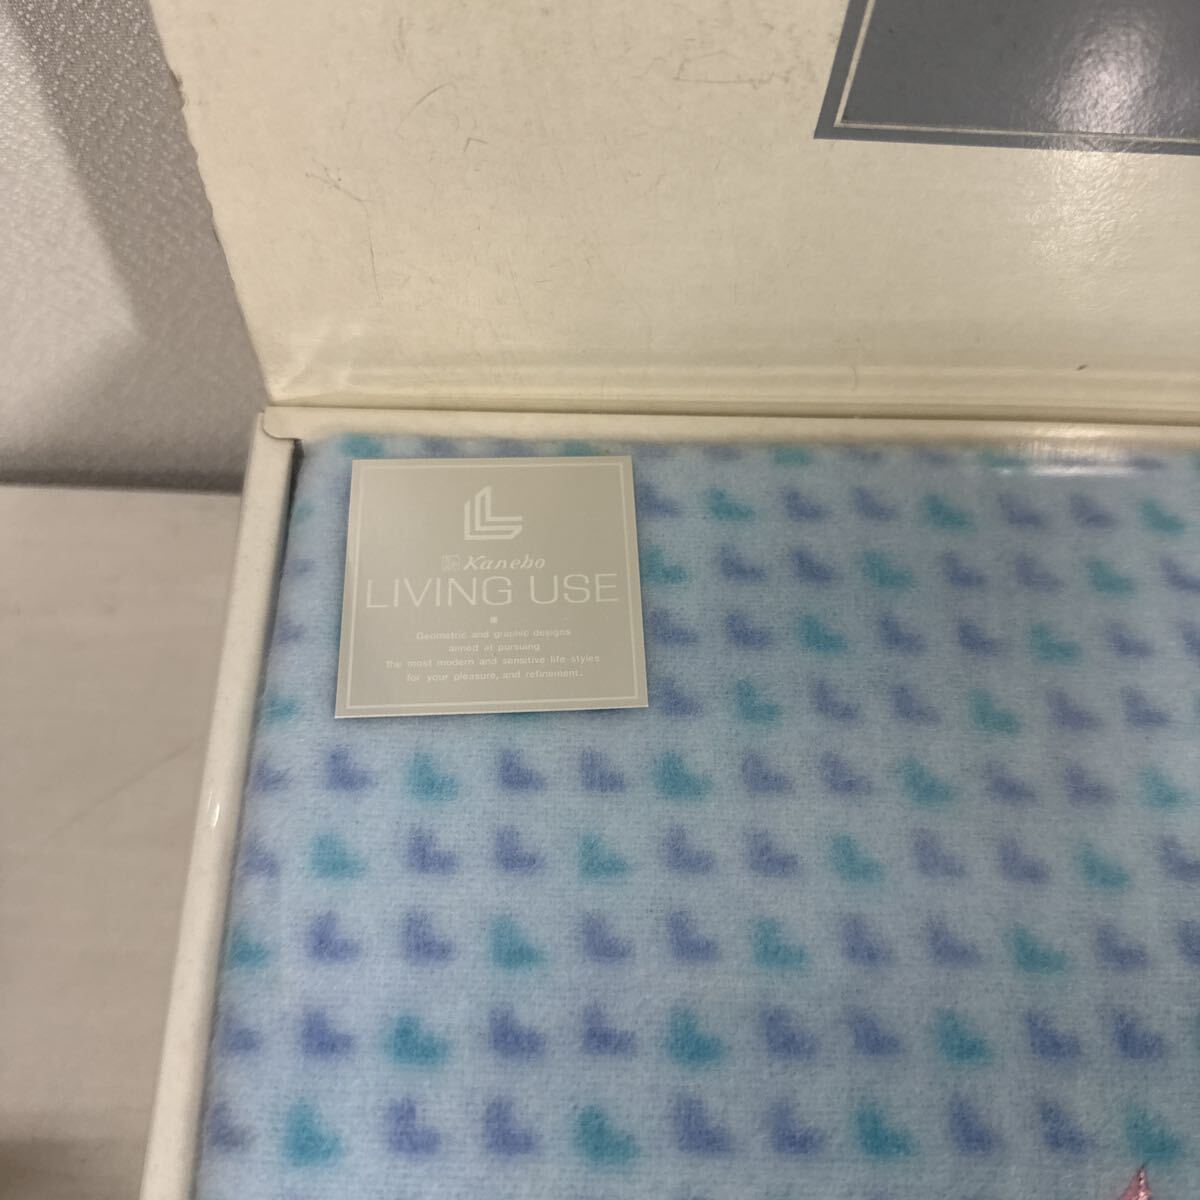 Kanebo
LIVING USE
Geometric and graphic designs
aimed at pursuing
the most modern and sensitive life-styles
for your pleasure, and refinement.